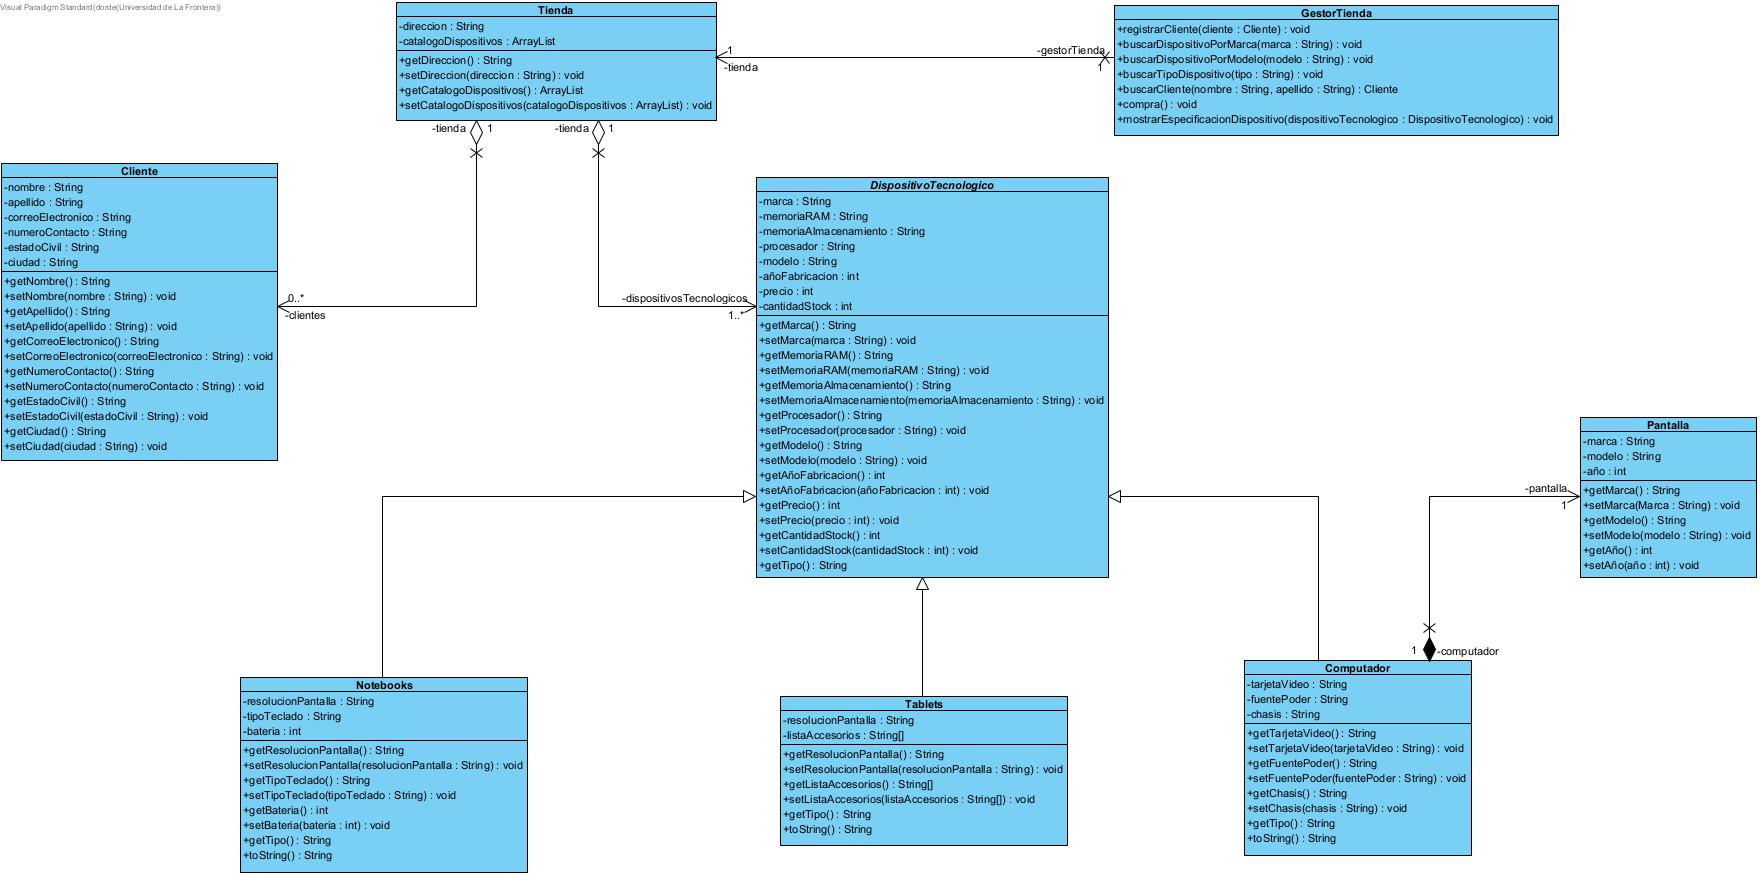 Visual Paradigm Standard(dorde(Universidad de La Frontera))
Tienda
-direccion : String
-catalogoDispositivos : ArrayList
+getDireccion() : String
+setDireccion(direccion : String) : void
+getCatalogoDispositivos() : ArrayList
+setCatalogoDispositivos(catalogoDispositivos : ArrayList) : void
GestorTienda
+registrarCliente(cliente : Cliente) : void
+buscarDispositivoPorMarca(marca : String) : void
+buscarDispositivoPorModelo(modelo : String) : void
+buscarTipoDispositivo(tipo : String) : void
+buscarCliente(nombre : String, apellido : String) : Cliente
+compra() : void
+mostrarEspecificacionDispositivo(dispositivoTecnologico : DispositivoTecnologico) : void
1
-tienda
-gestorTienda
1
-tienda
1
-tienda
1
Cliente
-nombre : String
-apellido : String
-correoElectronico : String
-numeroContacto : String
-estadoCivil : String
-ciudad : String
+getNombre() : String
+setNombre(nombre : String) : void
+getApellido() : String
+setApellido(apellido : String) : void
+getCorreoElectronico() : String
+setCorreoElectronico(correoElectronico : String) : void
+getNumeroContacto() : String
+setNumeroContacto(numeroContacto : String) : void
+getEstadoCivil() : String
+setEstadoCivil(estadoCivil : String) : void
+getCiudad() : String
+setCiudad(ciudad : String) : void
0..*
-clientes
-dispositivosTecnologicos
1..*
DispositivoTecnologico
-marca : String
-memoriaRAM : String
-memoriaAlmacenamiento : String
-procesador : String
-modelo : String
-añoFabricacion : int
-precio : int
-cantidadStock : int
+getMarca() : String
+setMarca(marca : String) : void
+getMemoriaRAM() : String
+setMemoriaRAM(memoriaRAM : String) : void
+getMemoriaAlmacenamiento() : String
+setMemoriaAlmacenamiento(memoriaAlmacenamiento : String) : void
+getProcesador() : String
+setProcesador(procesador : String) : void
+getModelo() : String
+setModelo(modelo : String) : void
+getAñoFabricacion() : int
+setAñoFabricacion(añoFabricacion : int) : void
+getPrecio() : int
+setPrecio(precio : int) : void
+getCantidadStock() : int
+setCantidadStock(cantidadStock : int) : void
+getTipo() : String
Pantalla
-marca : String
-modelo : String
-año : int
+getMarca() : String
+setMarca(Marca : String) : void
+getModelo() : String
+setModelo(modelo : String) : void
+getAño() : int
+setAño(año : int) : void
-pantalla
1
1
-computador
Notebooks
-resolucionPantalla : String
-tipoTeclado : String
-bateria : int
+getResolucionPantalla() : String
+setResolucionPantalla(resolucionPantalla : String) : void
+getTipoTeclado() : String
+setTipoTeclado(tipoTeclado : String) : void
+getBateria() : int
+setBateria(bateria : int) : void
+getTipo() : String
+toString() : String
Tablets
-resolucionPantalla : String
-listaAccesorios : String[]
+getResolucionPantalla() : String
+setResolucionPantalla(resolucionPantalla : String) : void
+getListaAccesorios() : String[]
+setListaAccesorios(listaAccesorios : String[]) : void
+getTipo() : String
+toString() : String
Computador
-tarjetaVideo : String
-fuentePoder : String
-chasis : String
+getTarjetaVideo() : String
+setTarjetaVideo(tarjetaVideo : String) : void
+getFuentePoder() : String
+setFuentePoder(fuentePoder : String) : void
+getChasis() : String
+setChasis(chasis : String) : void
+getTipo() : String
+toString() : String